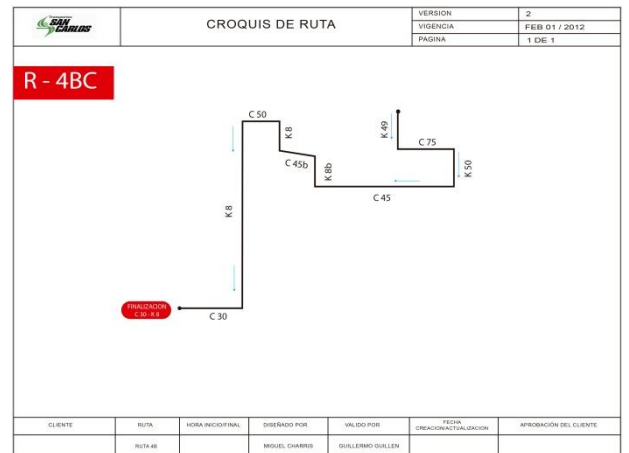 SAN
CARLOS
CROQUIS DE RUTA
VERSION 2
VIGENCIA FEB 01 / 2012
PAGINA 1 DE 1
R - 4BC
C 50
K 8
K 49
C 75
C 45b
K 8b
K 50
C 45
K 8
FINALIZACION
C 30 - K 8
C 30
CLIENTE RUTA HORA INICIO/FINAL DISEÑADO POR VALIDO POR FECHA CREACION/ACTUALIZACION APROBACIÓN DEL CLIENTE
RUTA 4B MIGUEL CHARRIS GUILLERMO GUILLEN